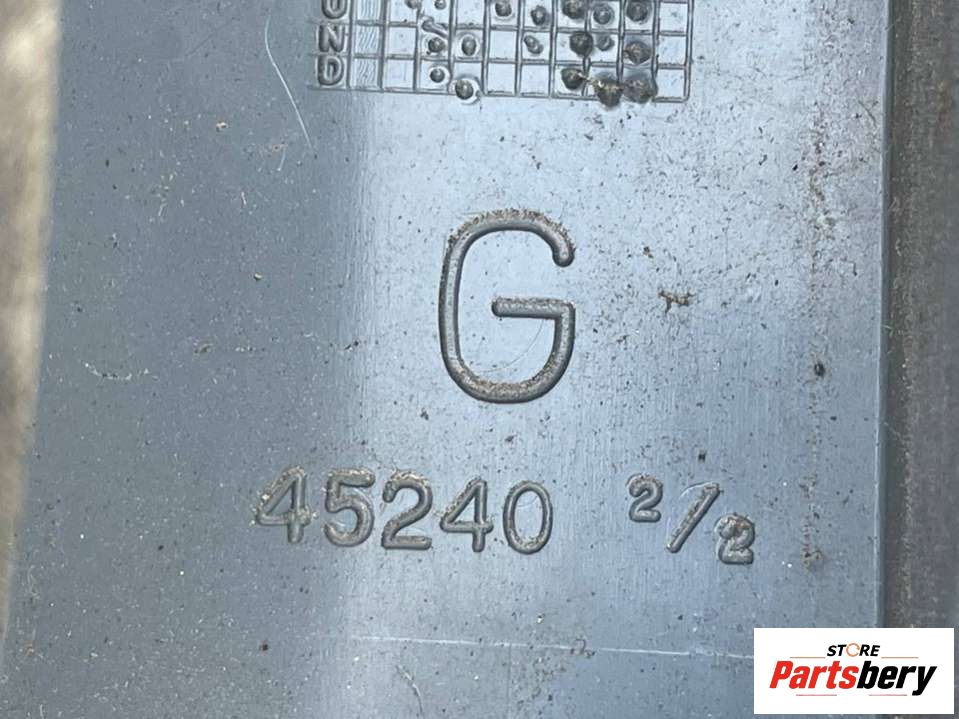 G
45240 2/2
STORE
Partsbery